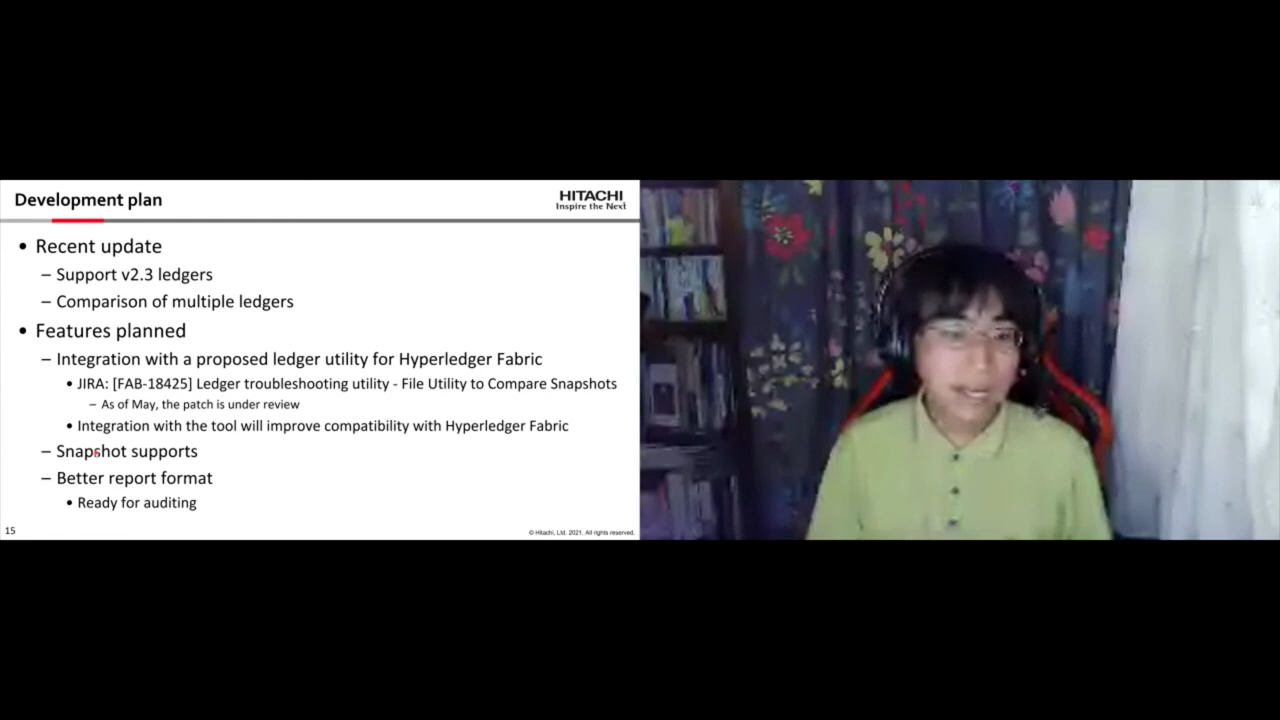 Development plan
HITACHI
Inspire the Next
• Recent update
– Support v2.3 ledgers
– Comparison of multiple ledgers
• Features planned
– Integration with a proposed ledger utility for Hyperledger Fabric
• JIRA: [FAB-18425] Ledger troubleshooting utility - File Utility to Compare Snapshots
– As of May, the patch is under review
• Integration with the tool will improve compatibility with Hyperledger Fabric
– Snapshot supports
– Better report format
• Ready for auditing
15
© Hitachi, Ltd. 2021. All rights reserved.